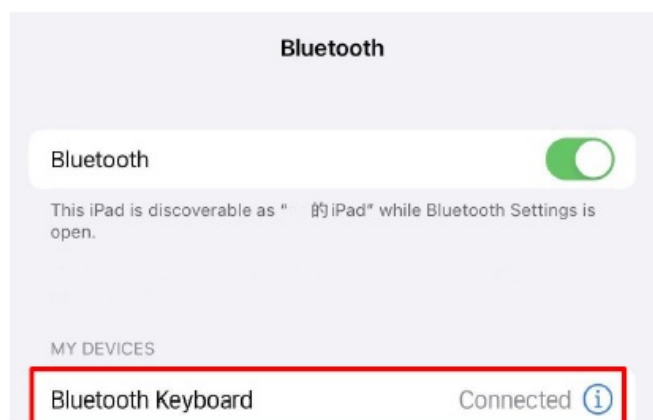 Bluetooth
Bluetooth
This iPad is discoverable as “ 的iPad” while Bluetooth Settings is
open.
MY DEVICES
Bluetooth Keyboard Connected